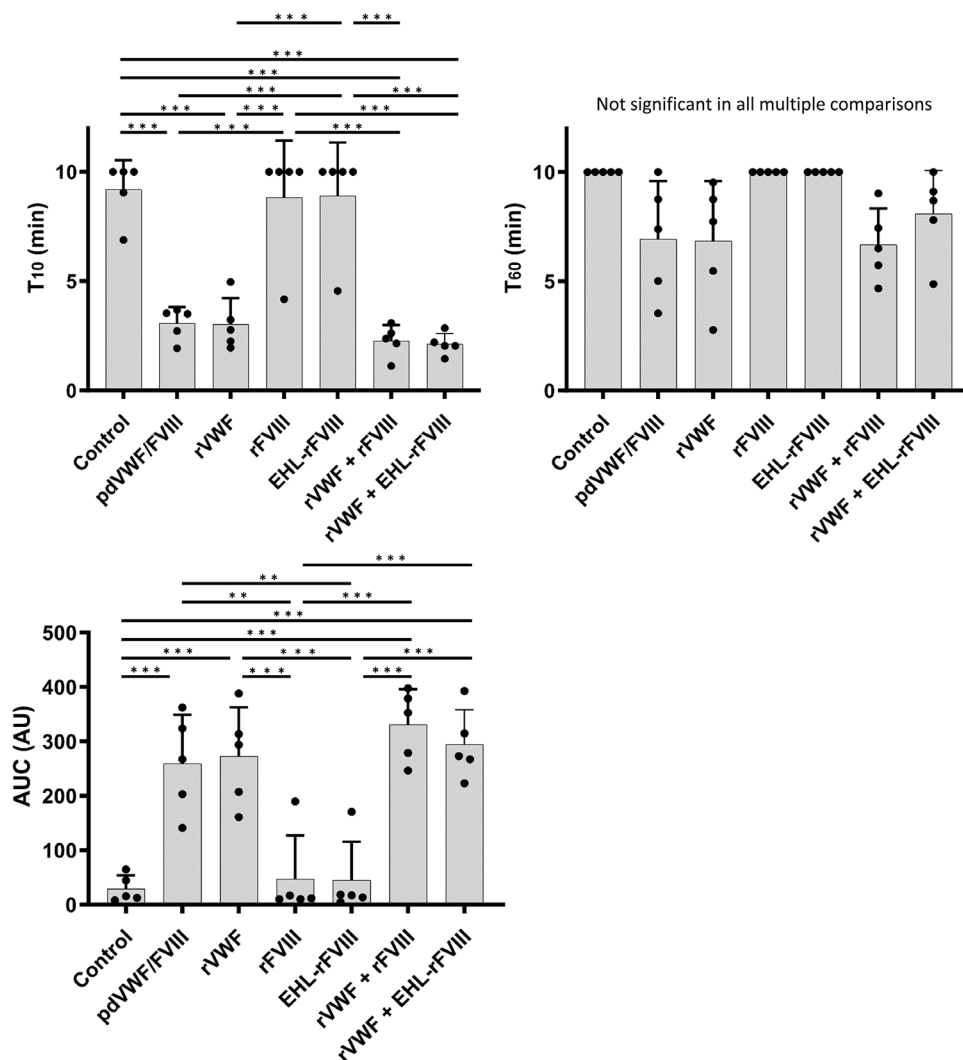 * * * * * *
* * *
* * *
* * * * * *
* * * * * * * * *
* * * * * * * * *
T10 (min)
10
5
0
Control
pdVWF/FVIII
rVWF
rFVIII
EHL-rFVIII
rVWF + rFVIII
rVWF + EHL-rFVIII
Not significant in all multiple comparisons
T60 (min)
10
5
0
Control
pdVWF/FVIII
rVWF
rFVIII
EHL-rFVIII
rVWF + rFVIII
rVWF + EHL-rFVIII
* * *
* *
* * * * *
* * *
* * *
* * * * * * * * *
* * * * * * * * *
AUC (AU)
500
400
300
200
100
0
Control
pdVWF/FVIII
rVWF
rFVIII
EHL-rFVIII
rVWF + rFVIII
rVWF + EHL-rFVIII